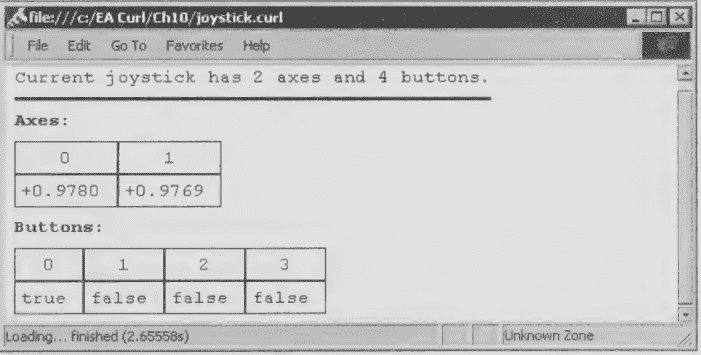 file:///c:/EA Curl/Ch10/joystick.curl
File Edit Go To Favorites Help
Current joystick has 2 axes and 4 buttons.
Axes:
0 1
+0.9780 +0.9769
Buttons:
0 1 2 3
true false false false
Loading... finished (2.65558s) Unknown Zone